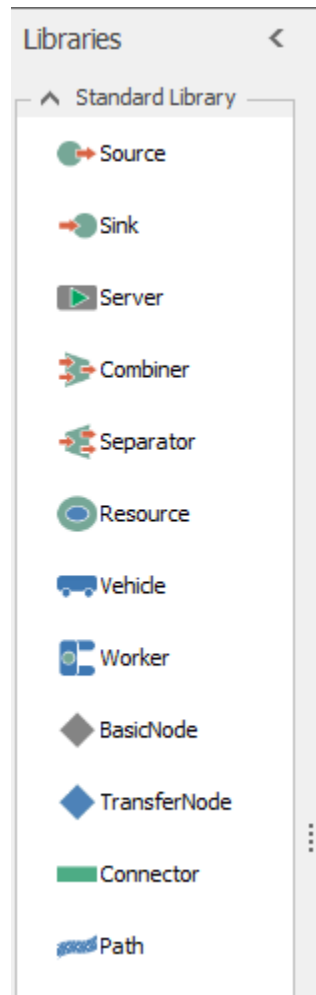 Libraries
Standard Library
Source
Sink
Server
Combiner
Separator
Resource
Vehicle
Worker
BasicNode
TransferNode
Connector
Path